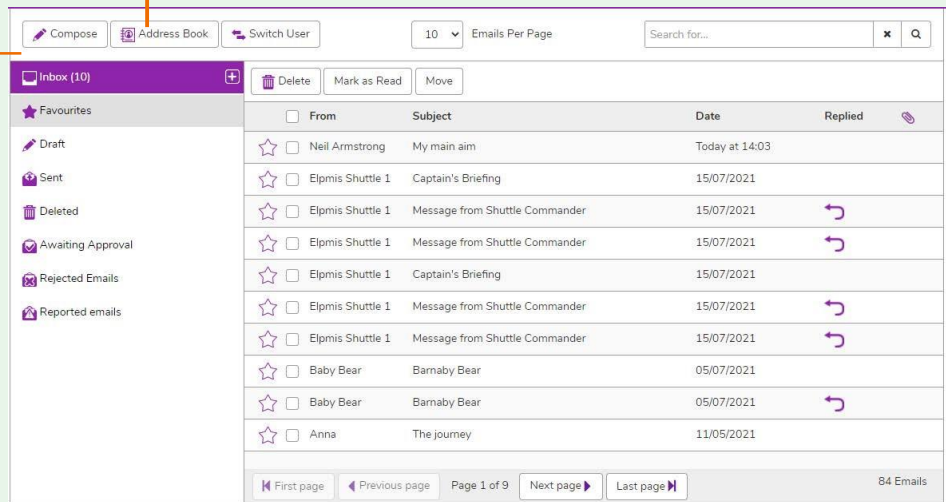 Compose Address Book Switch User 10 Emails Per Page Search for...
Inbox (10)
Favourites
Draft
Sent
Deleted
Awaiting Approval
Rejected Emails
Reported emails
Delete Mark as Read Move
From Subject Date Replied
Neil Armstrong My main aim Today at 14:03
Elpmis Shuttle 1 Captain's Briefing 15/07/2021
Elpmis Shuttle 1 Message from Shuttle Commander 15/07/2021
Elpmis Shuttle 1 Message from Shuttle Commander 15/07/2021
Elpmis Shuttle 1 Captain's Briefing 15/07/2021
Elpmis Shuttle 1 Message from Shuttle Commander 15/07/2021
Elpmis Shuttle 1 Message from Shuttle Commander 15/07/2021
Baby Bear Barnaby Bear 05/07/2021
Baby Bear Barnaby Bear 05/07/2021
Anna The journey 11/05/2021
First page Previous page Page 1 of 9 Next page Last page 84 Emails